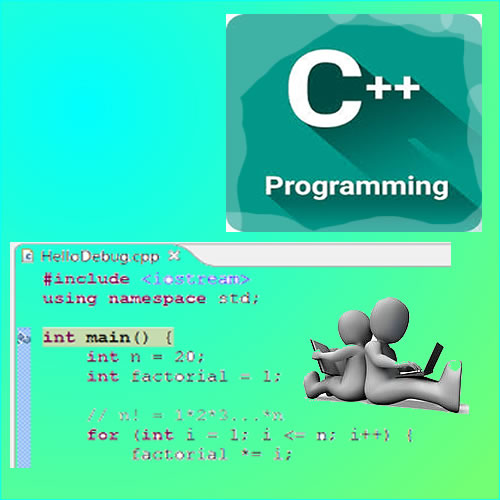 C++
Programming
HelloDebug.cpp
#include <iostream>
using namespace std;
int main() {
int n = 20;
int factorial = 1;
// n! = 1*2*3...*n
for (int i = 1; i <= n; i++) {
factorial *= i;